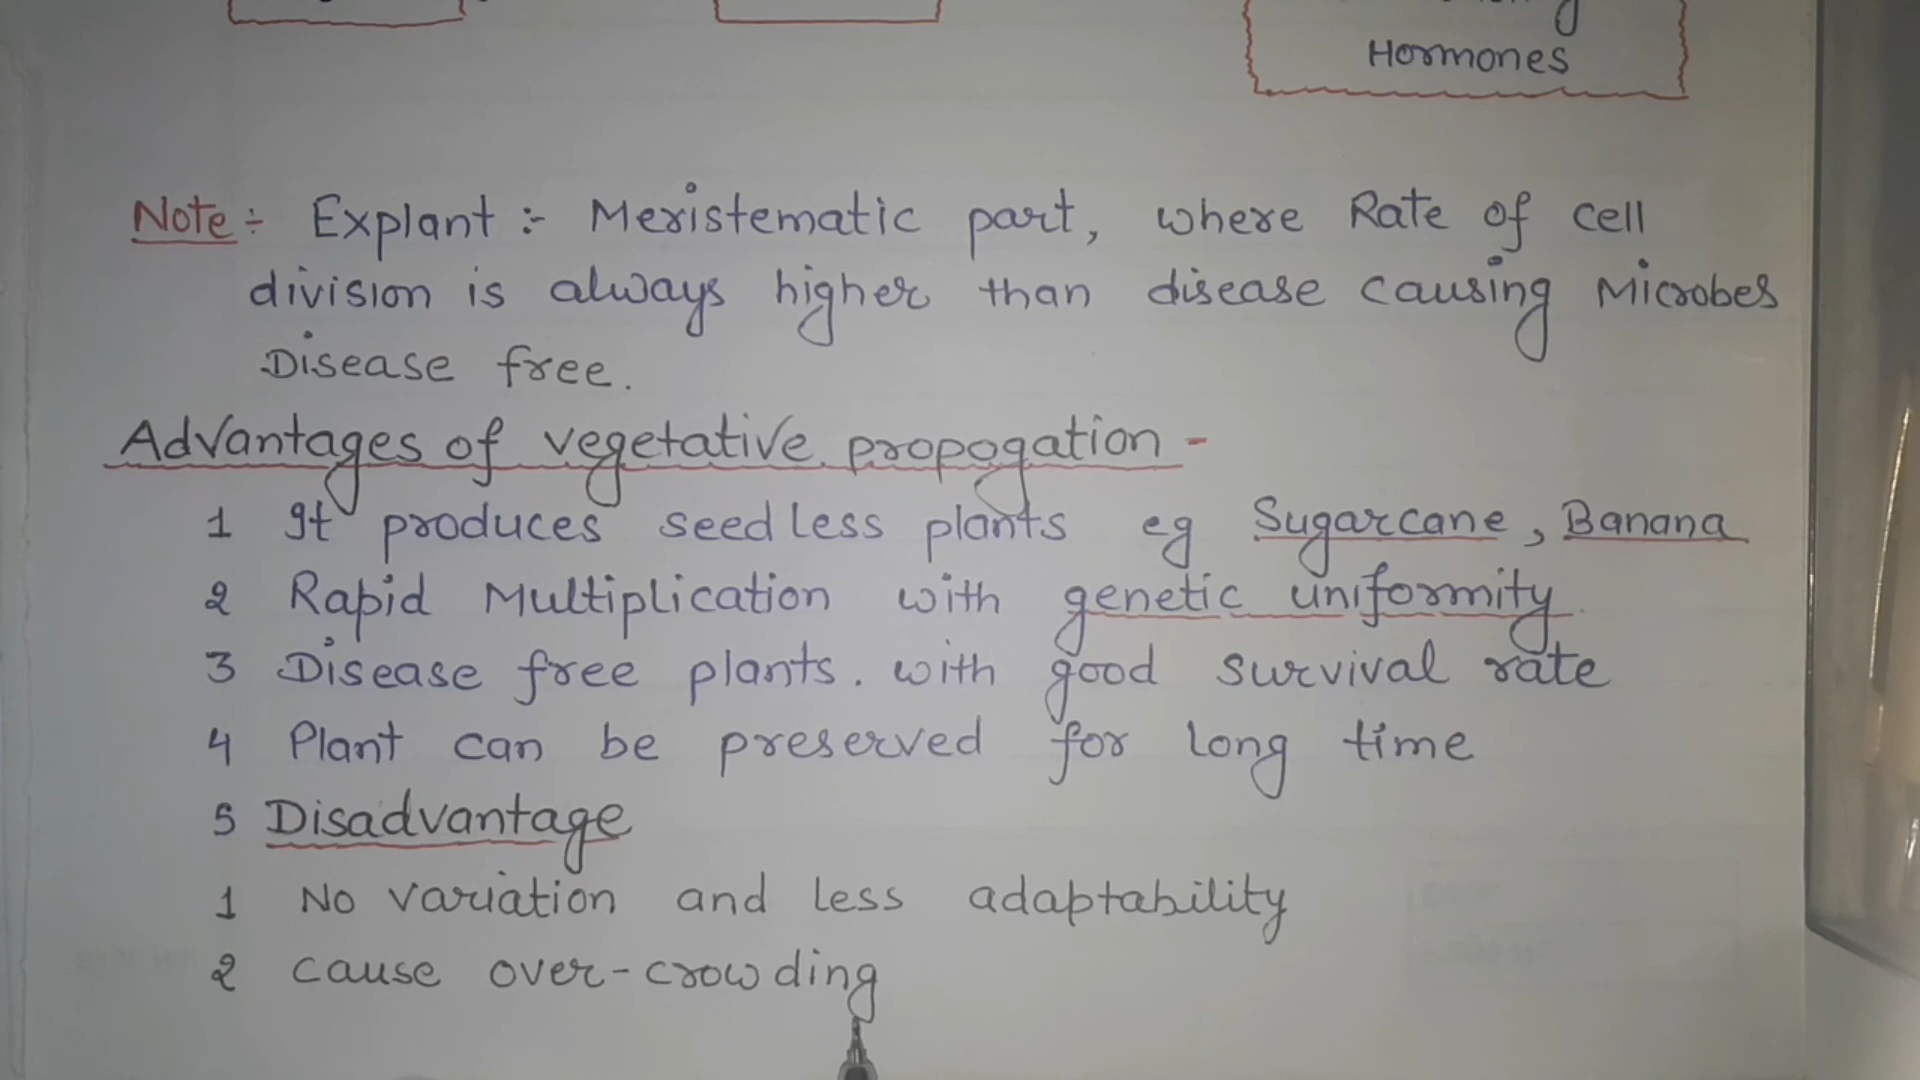 Hormones
Note :- Explant :- Meristematic part, where Rate of cell
division is always higher than disease causing Microbes
Disease free.
Advantages of vegetative propogation -
1 It produces seedless plants eg Sugarcane, Banana
2 Rapid Multiplication with genetic uniformity.
3 Disease free plants. with good survival rate
4 Plant can be preserved for long time
5 Disadvantage
1 No variation and less adaptability
2 cause over-crowding